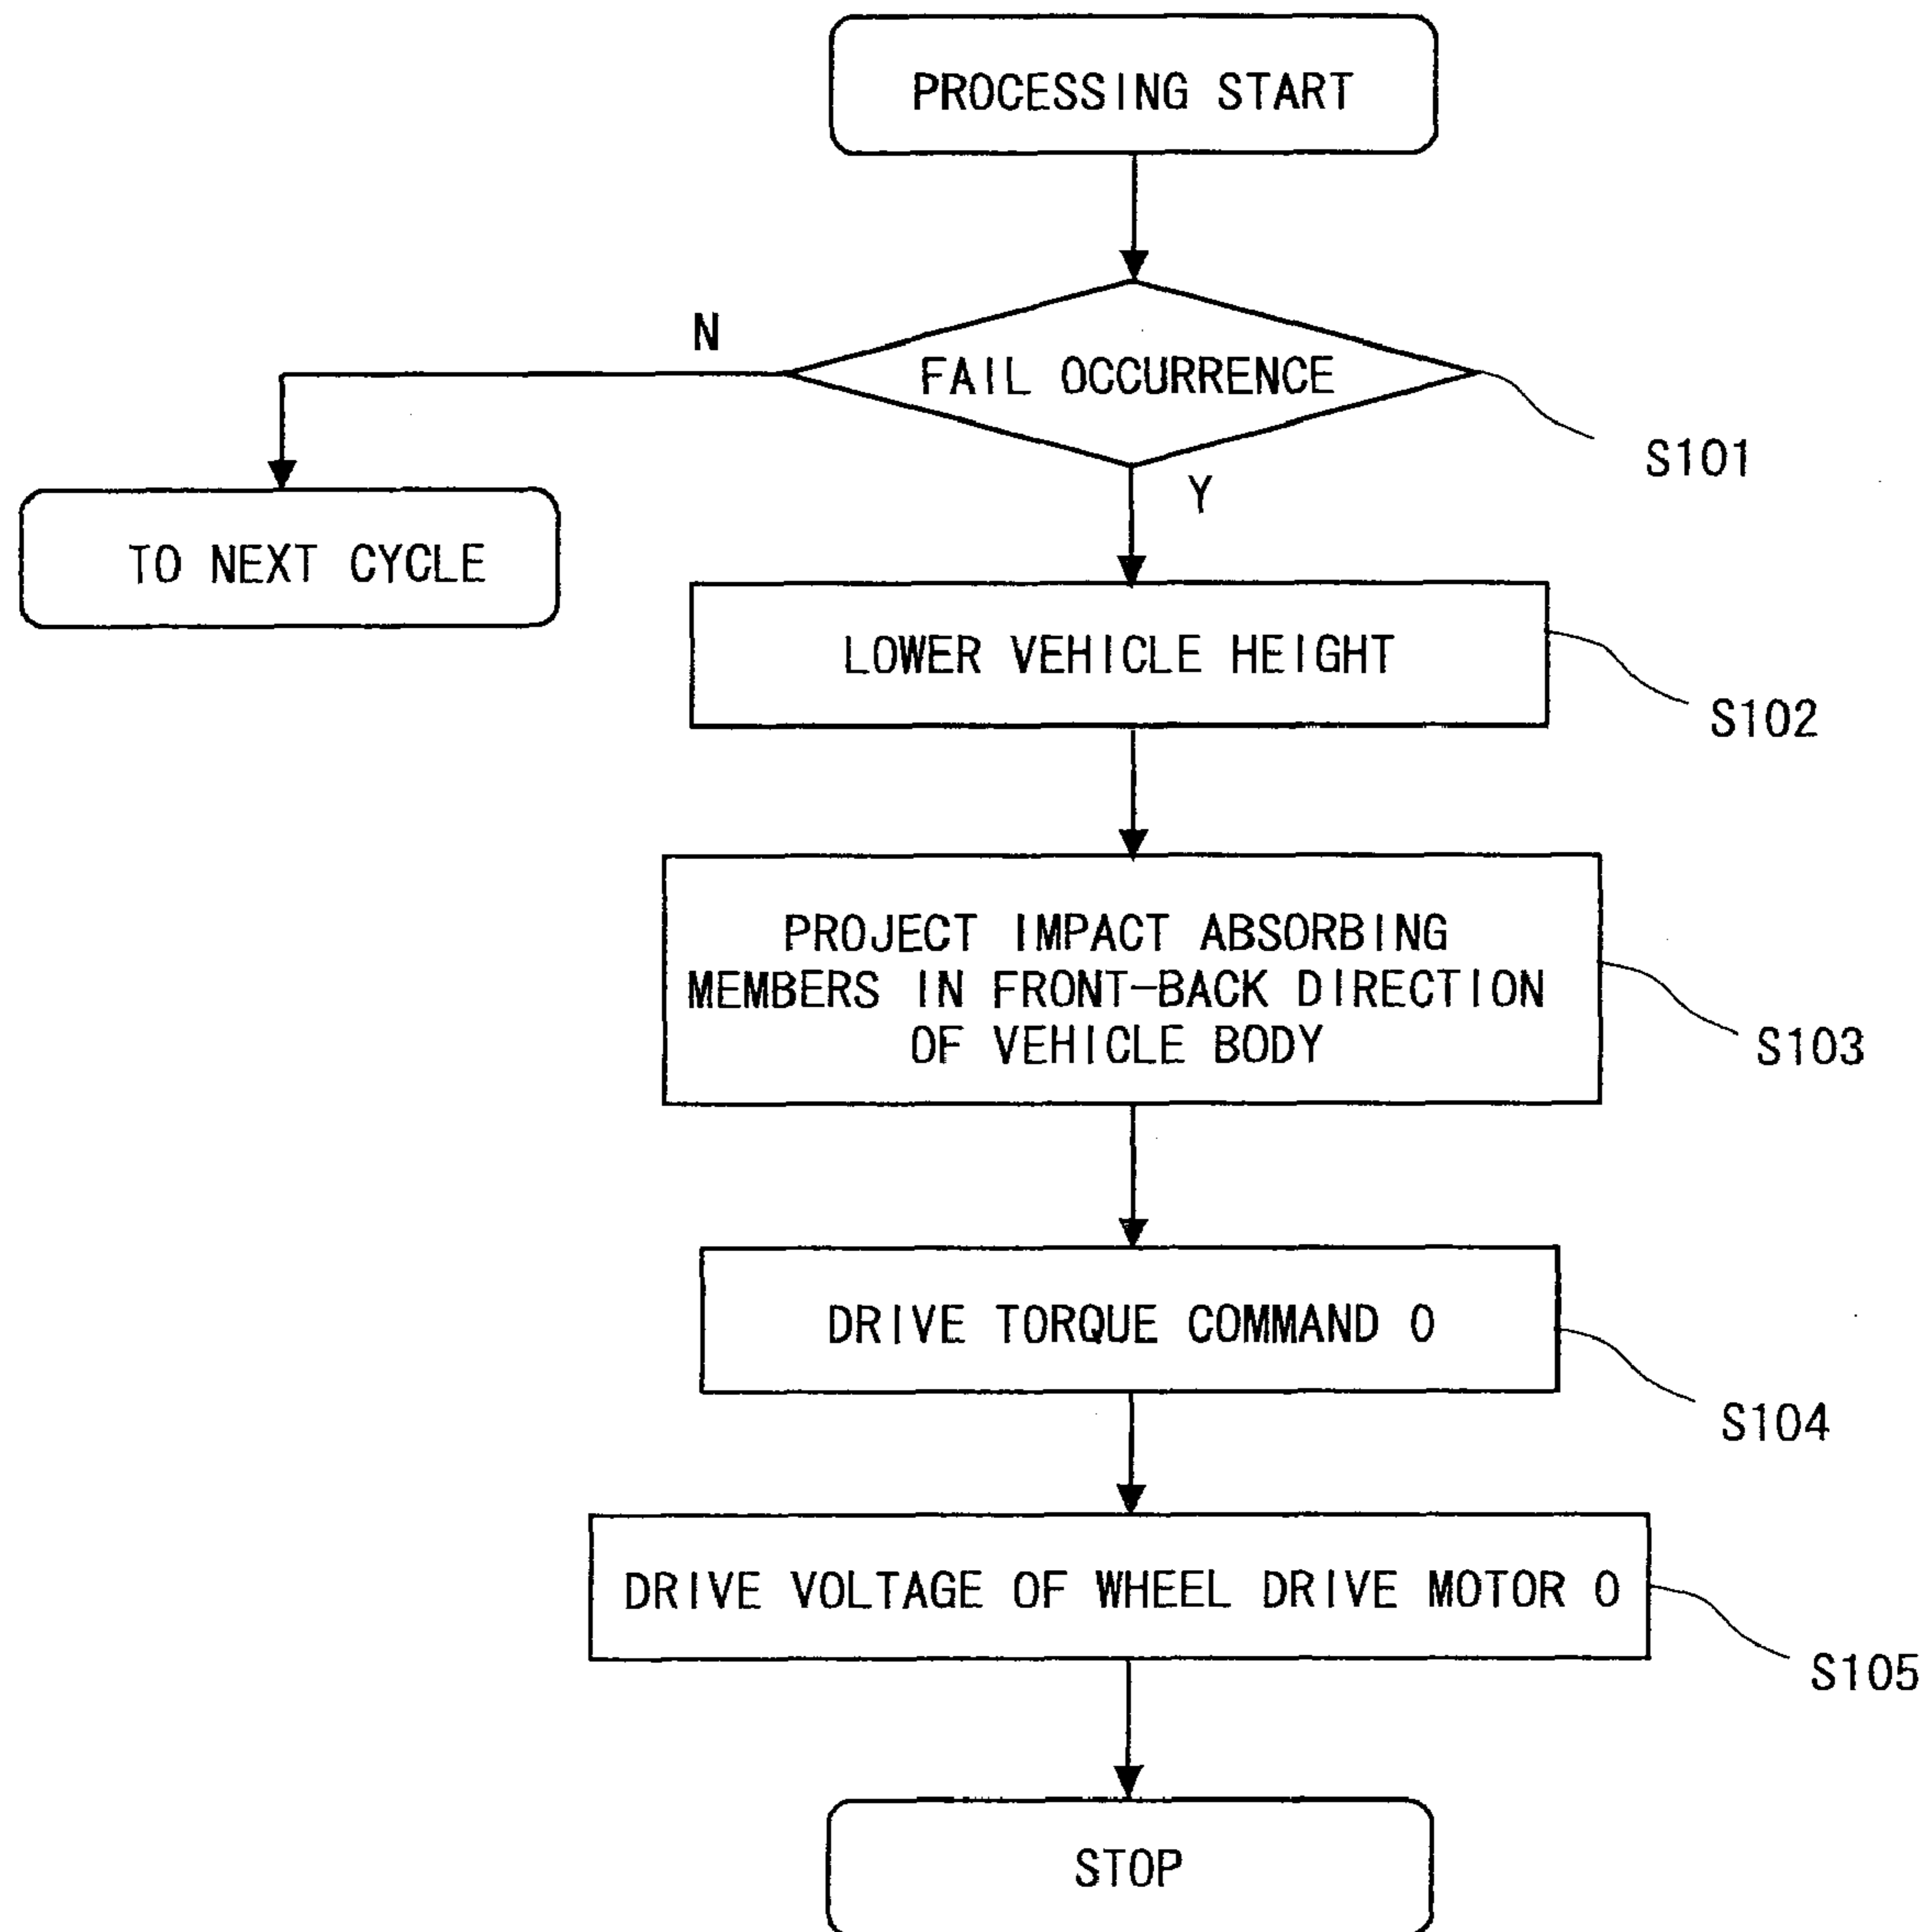 PROCESSING START
N
FAIL OCCURRENCE
S101
Y
TO NEXT CYCLE
LOWER VEHICLE HEIGHT
S102
PROJECT IMPACT ABSORBING
MEMBERS IN FRONT-BACK DIRECTION
OF VEHICLE BODY
S103
DRIVE TORQUE COMMAND 0
S104
DRIVE VOLTAGE OF WHEEL DRIVE MOTOR 0
S105
STOP